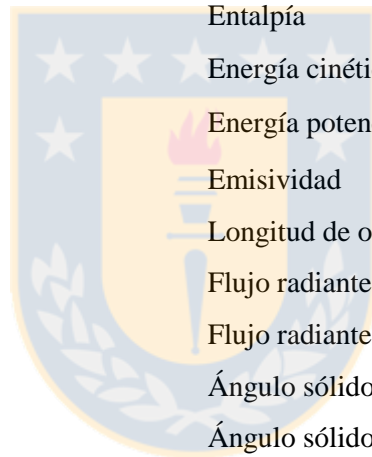 Entalpía
Energía cinéti
Energía poten
Emisividad
Longitud de o
Flujo radiante
Flujo radiante
Ángulo sólido
Ángulo sólido